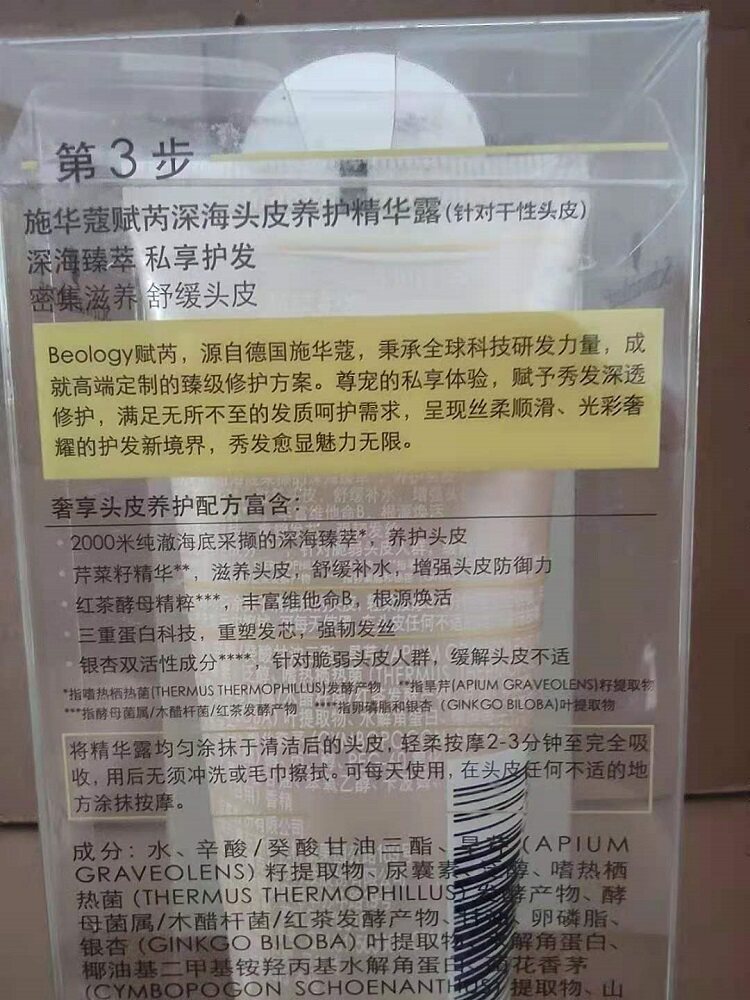 第3步
施华蔻赋芮深海头皮养护精华露(针对干性头皮)
深海臻萃 私享护发
密集滋养 舒缓头皮
Beology赋芮，源自德国施华蔻，秉承全球科技研发力量，成
就高端定制的臻级修护方案。尊宠的私享体验，赋予秀发深透
修护，满足无所不至的发质呵护需求，呈现丝柔顺滑、光彩奢
耀的护发新境界，秀发愈显魅力无限。
奢享头皮养护配方富含：
· 2000米纯澈海底采撷的深海臻萃*，养护头皮
· 芹菜籽精华**，滋养头皮，舒缓补水，增强头皮防御力
· 红茶酵母精粹***，丰富维他命B，根源焕活
· 三重蛋白科技，重塑发芯，强韧发丝
· 银杏双活性成分****，针对脆弱头皮人群，缓解头皮不适
*指嗜热栖热菌(THERMUS THERMOPHILLUS)发酵产物 **指旱芹(APIUM GRAVEOLENS)籽提取物
***指酵母菌属/木醋杆菌/红茶发酵产物 ****指卵磷脂和银杏（GINKGO BILOBA)叶提取物
将精华露均匀涂抹于清洁后的头皮，轻柔按摩2-3分钟至完全吸
收，用后无须冲洗或毛巾擦拭。可每天使用，在头皮任何不适的地
方涂抹按摩。
成分：水、辛酸/癸酸甘油三酯、旱芹（APIUM
GRAVEOLENS）籽提取物、尿囊素、醇、嗜热栖
热菌（THERMUS THERMOPHILLUS）发酵产物、酵
母菌属/木醋杆菌/红茶发酵产物、卵磷脂、
银杏（GINKGO BILOBA）叶提取物、水解角蛋白、
椰油基二甲基铵羟丙基水解角蛋白、花香茅
(CYMBOPOGON SCHOENANTHUS) 提取物、山